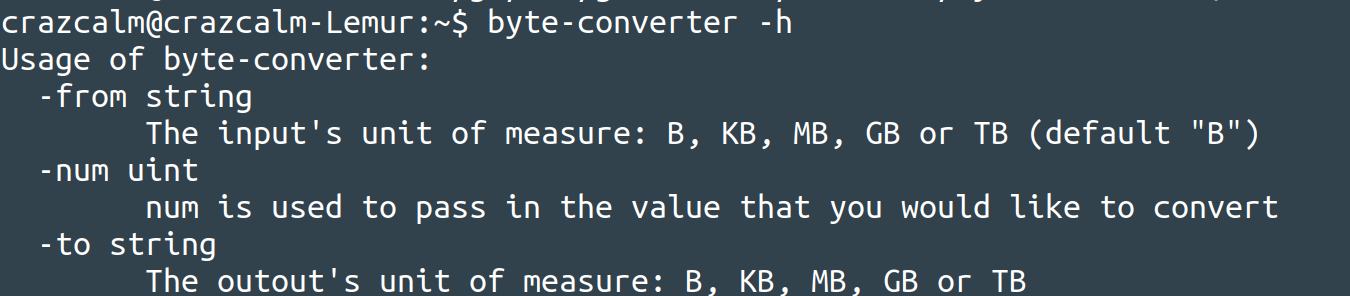 crazcalm@crazcalm-Lemur:~$ byte-converter -h
Usage of byte-converter:
  -from string
        The input's unit of measure: B, KB, MB, GB or TB (default "B")
  -num uint
        num is used to pass in the value that you would like to convert
  -to string
        The outout's unit of measure: B, KB, MB, GB or TB